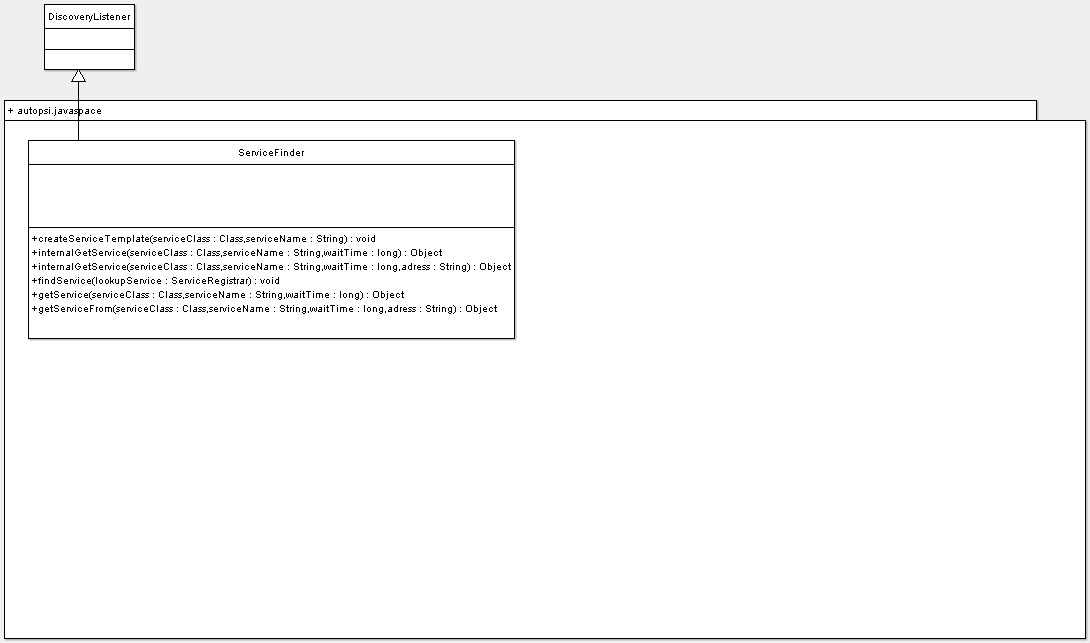 DiscoveryListener
+ autopsi.javaspace
ServiceFinder
+createServiceTemplate(serviceClass : Class,serviceName : String) : void
+internalGetService(serviceClass : Class,serviceName : String,waitTime : long) : Object
+internalGetService(serviceClass : Class,serviceName : String,waitTime : long,adress : String) : Object
+findService(lookupService : ServiceRegistrar) : void
+getService(serviceClass : Class,serviceName : String,waitTime : long) : Object
+getServiceFrom(serviceClass : Class,serviceName : String,waitTime : long,adress : String) : Object